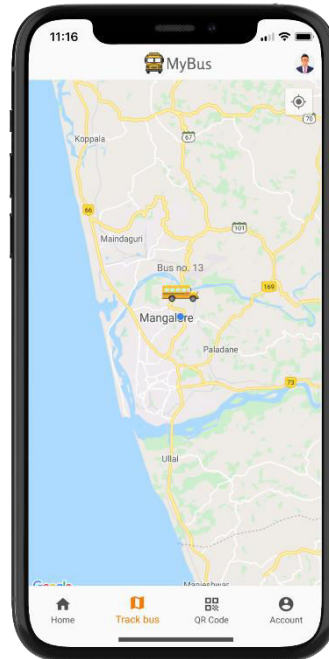 11:16
MyBus
70
67
Koppala
66
101
Maindaguri
Bus no. 13
169
Mangalore
Paladane
73
Ullal
Manjeshwar
Google
Home
Track bus
QR Code
Account